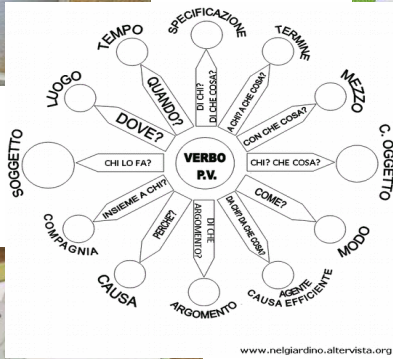 SPECIFICAZIONE
DI CHI?
DI CHE COSA?
TERMINE
A CHI? A CHE COSA?
MEZZO
CON CHE COSA?
C. OGGETTO
CHI? CHE COSA?
MODO
COME?
AGENTE
CAUSA EFFICIENTE
DA CHI? DA CHE COSA?
ARGOMENTO
DI CHE
ARGOMENTO?
CAUSA
PERCHE?
COMPAGNIA
INSIEME A CHI?
SOGGETTO
CHI LO FA?
LUOGO
DOVE?
TEMPO
QUANDO?
VERBO
P.V.
www.nelgiardino.altervista.org